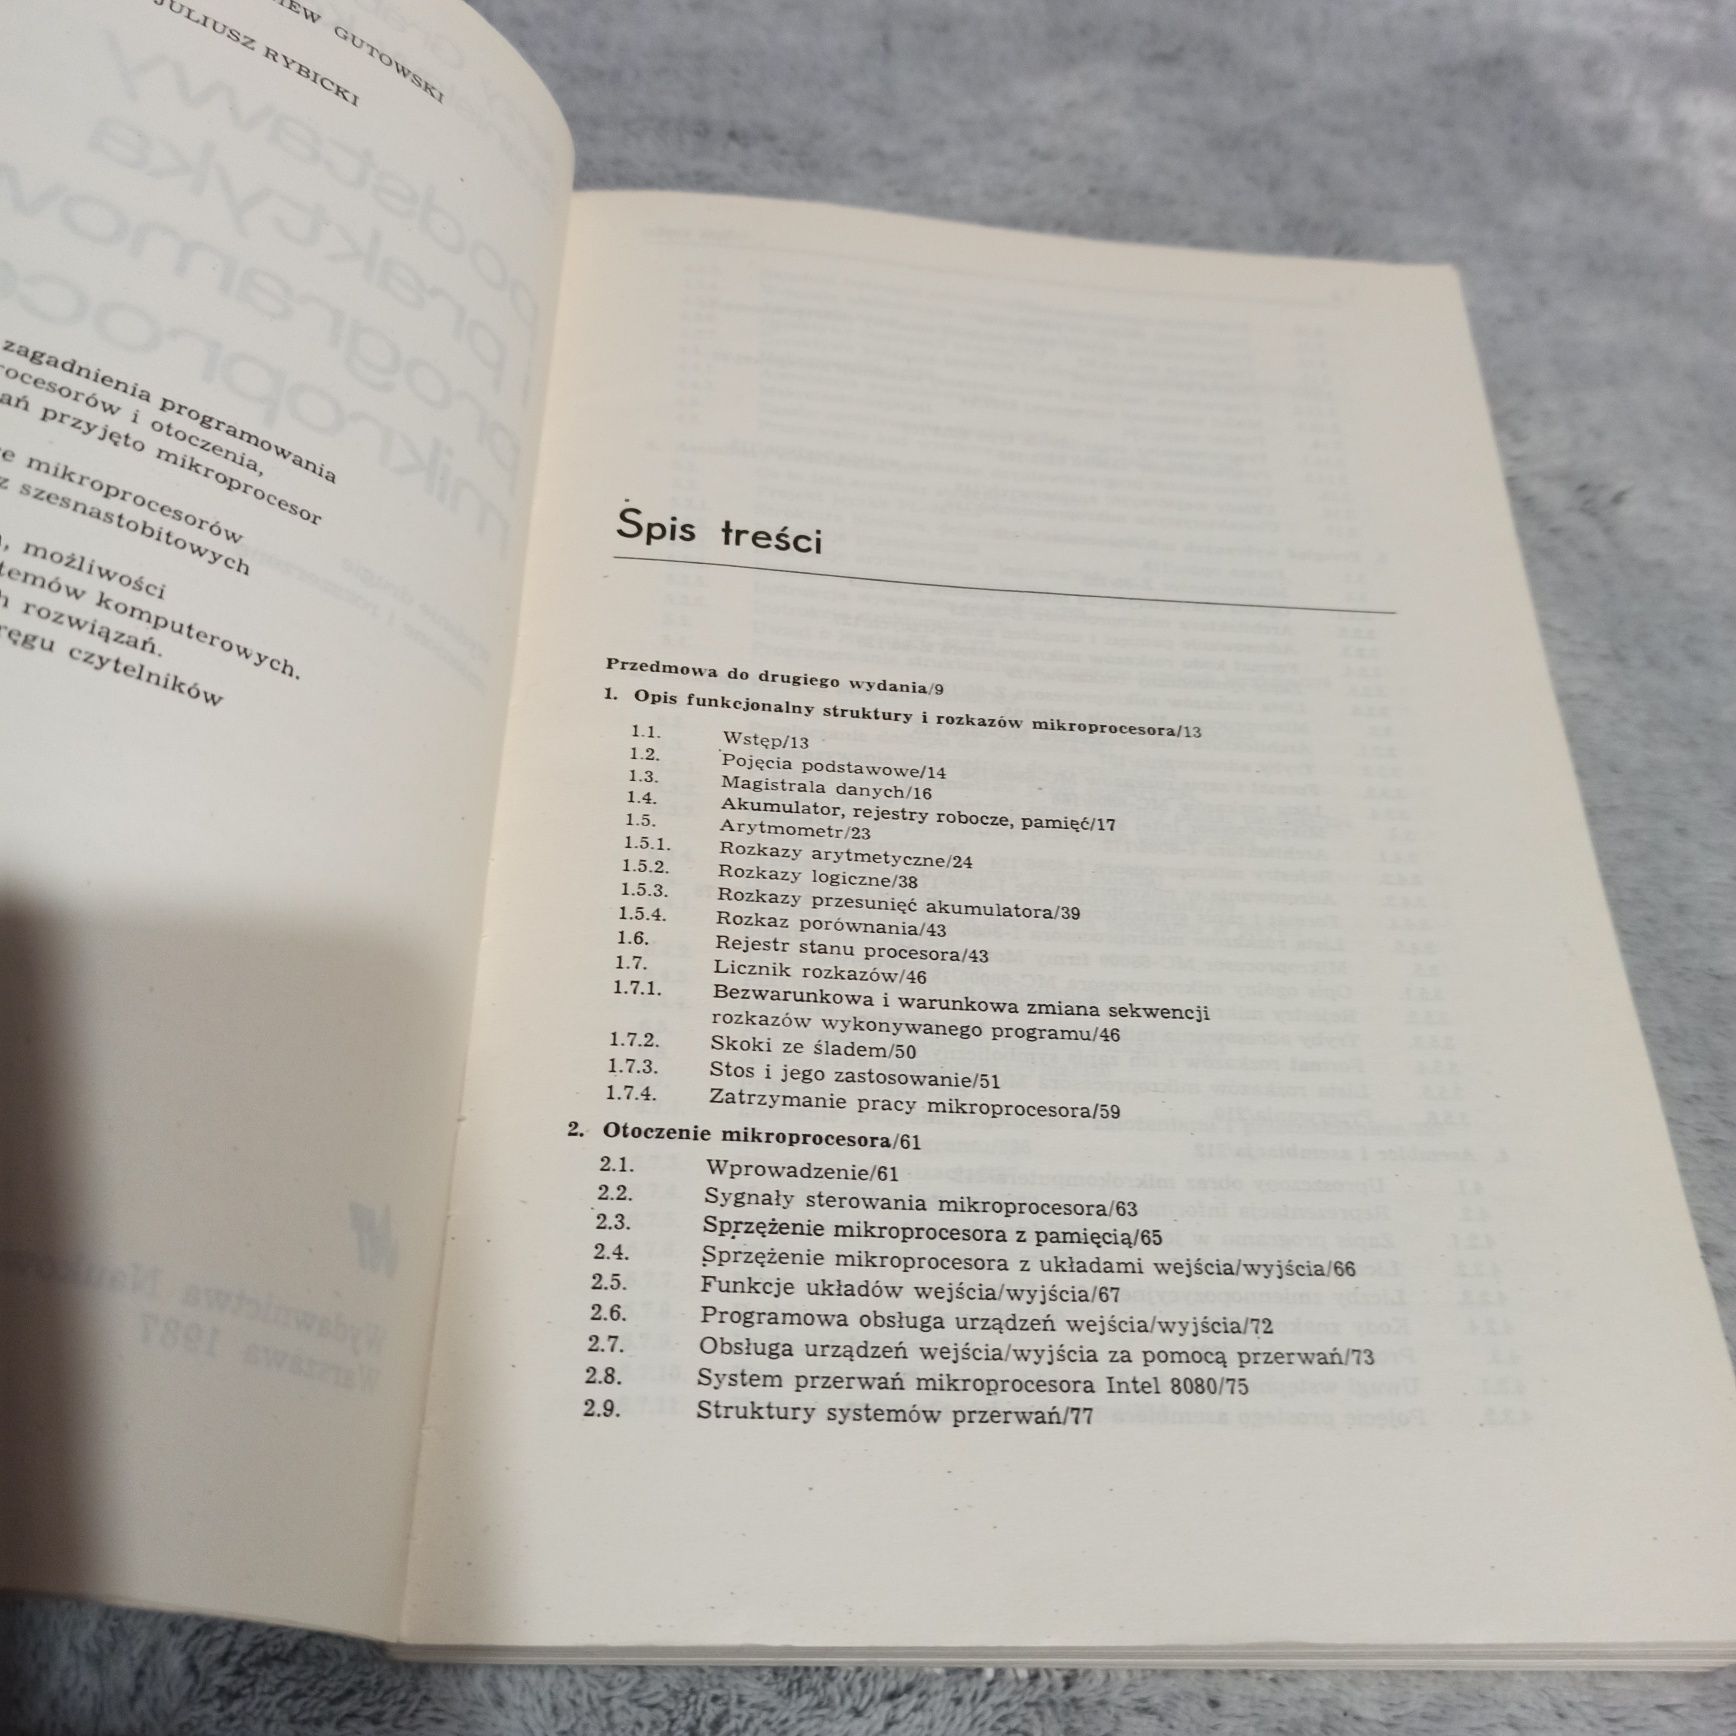 GUTOWSKI
JULIUSZ RYBICKI
zagadnienia programowania
i otoczenia,
przyjęto mikroprocesor
mikroprocesorów
z szesnastobitowych
możliwości
komputerowych.
rozwiązań.
czytelników
Spis treści
Przedmowa do drugiego wydania/9
1. Opis funkcjonalny struktury i rozkazów mikroprocesora/13
1.1. Wstęp/13
1.2. Pojęcia podstawowe/14
1.3. Magistrala danych/16
1.4. Akumulator, rejestry robocze, pamięć/17
1.5. Arytmometr/23
1.5.1. Rozkazy arytmetyczne/24
1.5.2. Rozkazy logiczne/38
1.5.3. Rozkazy przesunięć akumulatora/39
1.5.4. Rozkaz porównania/43
1.6. Rejestr stanu procesora/43
1.7. Licznik rozkazów/46
1.7.1. Bezwarunkowa i warunkowa zmiana sekwencji
rozkazów wykonywanego programu/46
1.7.2. Skoki ze śladem/50
1.7.3. Stos i jego zastosowanie/51
1.7.4. Zatrzymanie pracy mikroprocesora/59
2. Otoczenie mikroprocesora/61
2.1. Wprowadzenie/61
2.2. Sygnały sterowania mikroprocesora/63
2.3. Sprzężenie mikroprocesora z pamięcią/65
2.4. Sprzężenie mikroprocesora z układami wejścia/wyjścia/66
2.5. Funkcje układów wejścia/wyjścia/67
2.6. Programowa obsługa urządzeń wejścia/wyjścia/72
2.7. Obsługa urządzeń wejścia/wyjścia za pomocą przerwań/73
2.8. System przerwań mikroprocesora Intel 8080/75
2.9. Struktury systemów przerwań/77